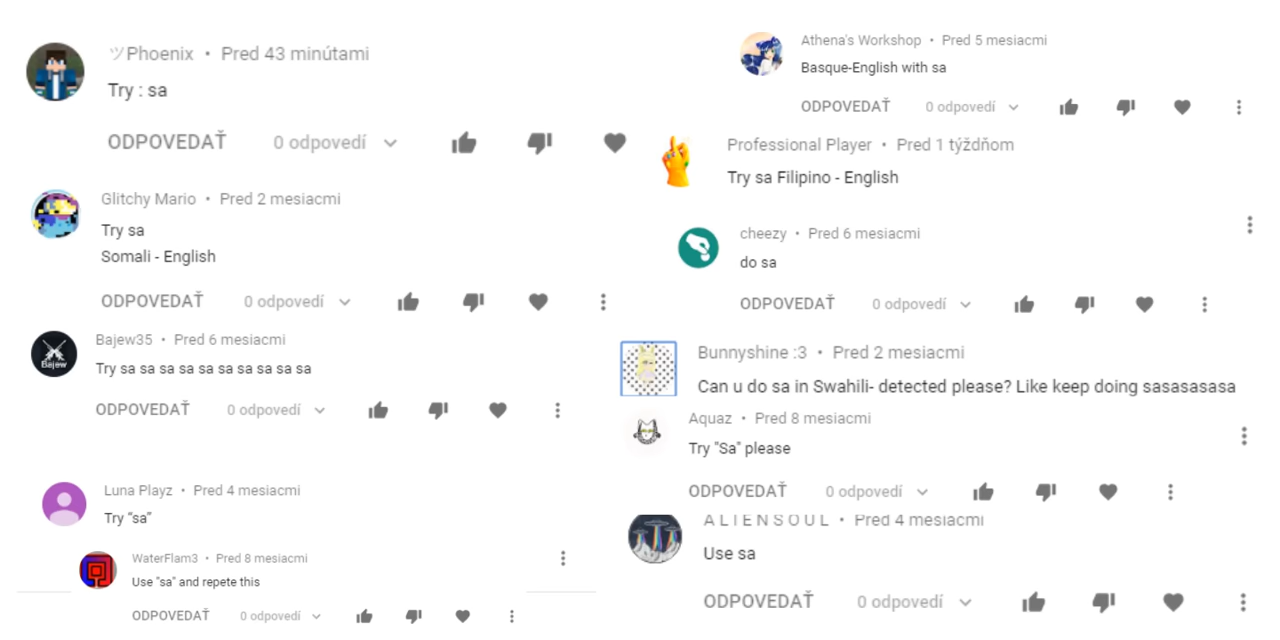 ツPhoenix • Pred 43 minútami
Try : sa
ODPOVEDAŤ 0 odpovedí
Glitchy Mario • Pred 2 mesiacmi
Try sa
Somali - English
ODPOVEDAŤ 0 odpovedí
Bajew35 • Pred 6 mesiacmi
Bajew
Try sa sa sa sa sa sa sa sa sa sa
ODPOVEDAŤ 0 odpovedí
Luna Playz • Pred 4 mesiacmi
Try “sa”
WaterFlam3 • Pred 8 mesiacmi
Use "sa" and repete this
ODPOVEDAŤ 0 odpovedí
Athena's Workshop • Pred 5 mesiacmi
Basque-English with sa
ODPOVEDAŤ 0 odpovedí
Professional Player • Pred 1 týždňom
Try sa Filipino - English
cheezy • Pred 6 mesiacmi
do sa
ODPOVEDAŤ 0 odpovedí
Bunnyshine :3 • Pred 2 mesiacmi
Can u do sa in Swahili- detected please? Like keep doing sasasasasa
Aquaz • Pred 8 mesiacmi
Try "Sa" please
ODPOVEDAŤ 0 odpovedí
A L I E N S O U L • Pred 4 mesiacmi
Use sa
ODPOVEDAŤ 0 odpovedí